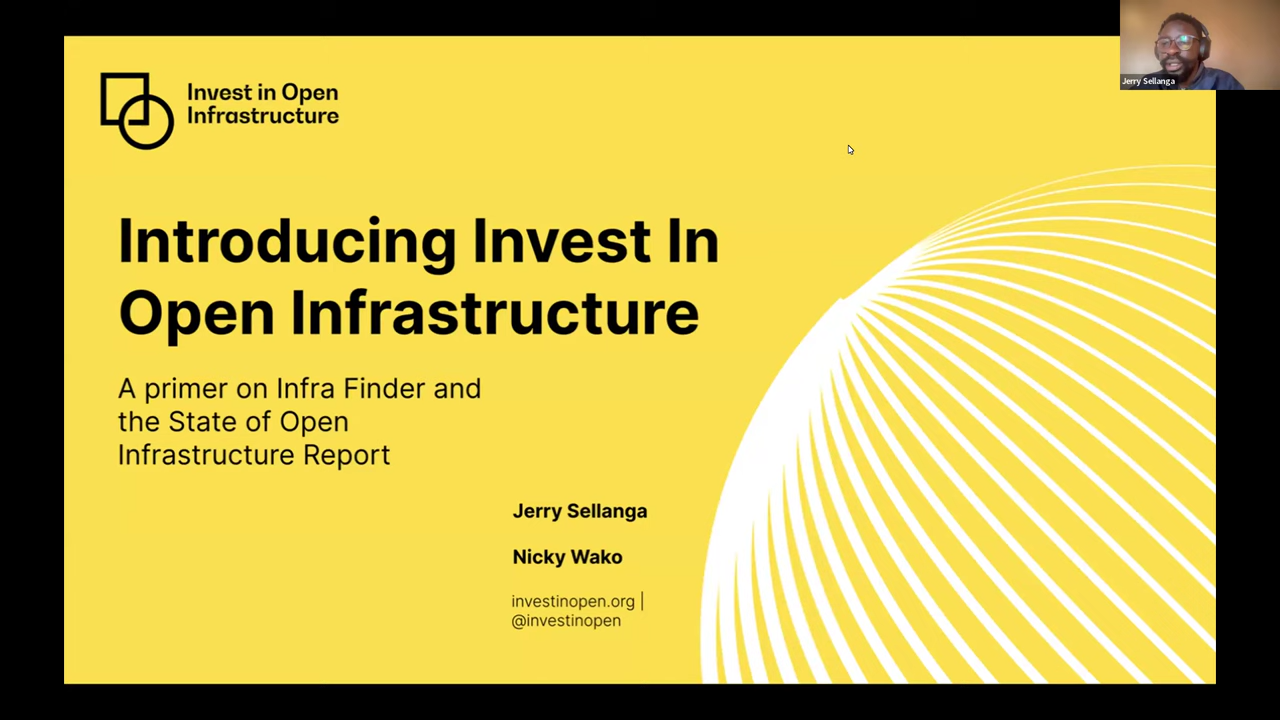 Invest in Open
Infrastructure
Jerry Sellanga
Introducing Invest In
Open Infrastructure
A primer on Infra Finder and
the State of Open
Infrastructure Report
Jerry Sellanga
Nicky Wako
investinopen.org |
@investinopen